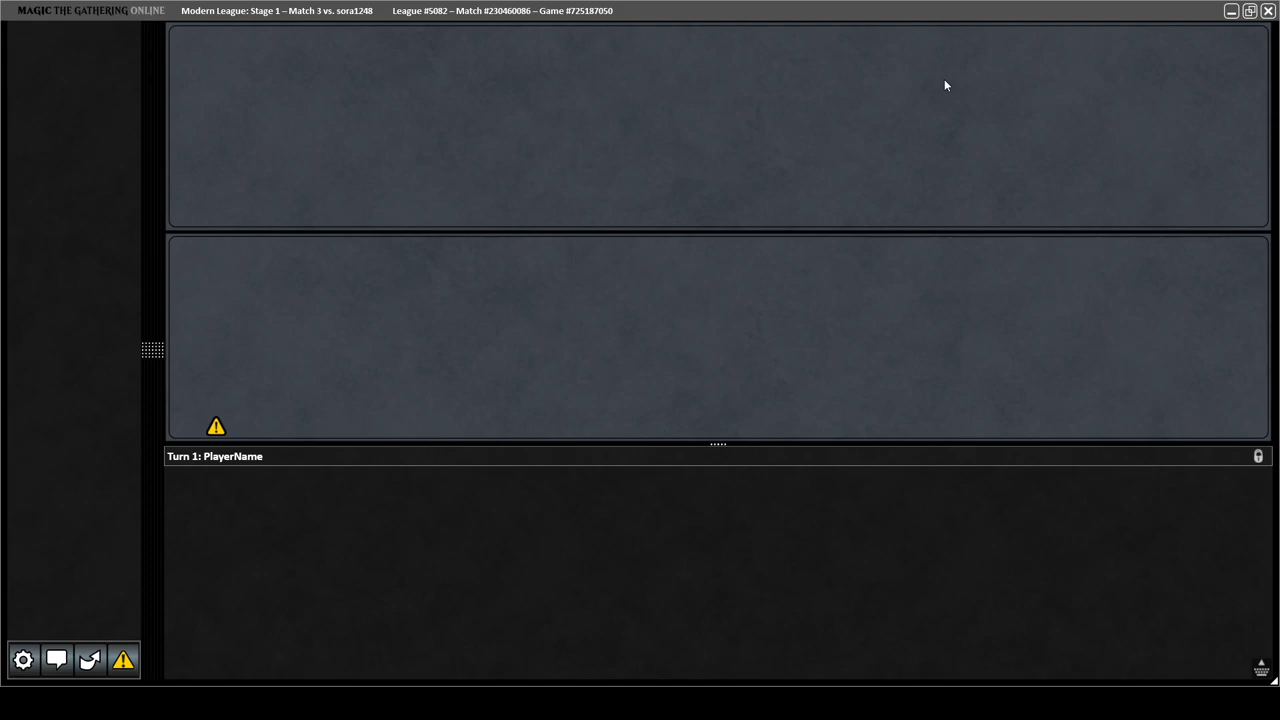 MAGIC THE GATHERING ONLINE Modern League: Stage 1 – Match 3 vs. sora1248 League #5082 – Match #230460086 – Game #725187050
Turn 1: PlayerName